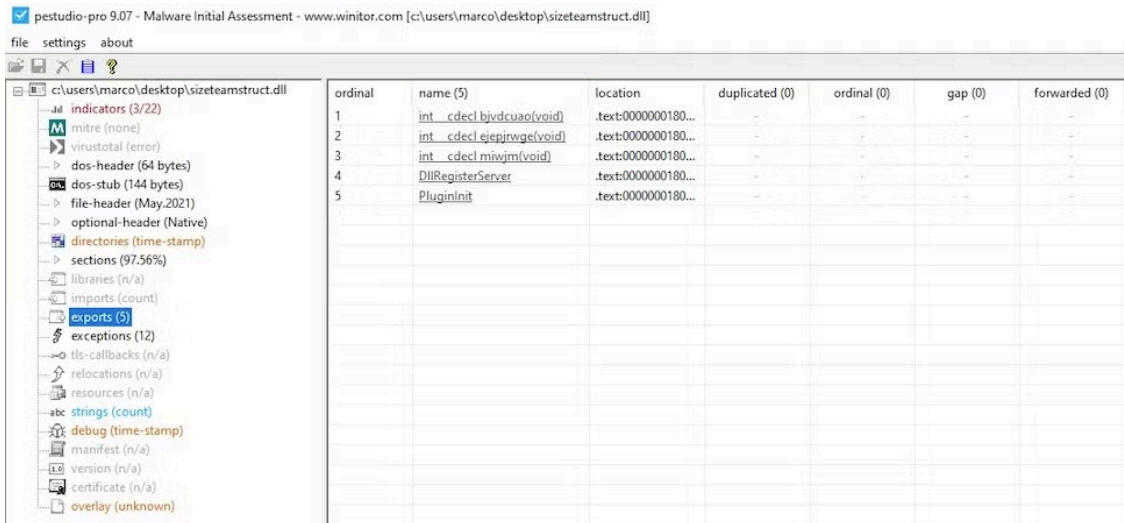 pestudio-pro 9.07 - Malware Initial Assessment - www.winitor.com [c:\users\marco\desktop\sizeteamstruct.dll]
file settings about
c:\users\marco\desktop\sizeteamstruct.dll
indicators (3/22)
mitre (none)
virustotal (error)
dos-header (64 bytes)
dos-stub (144 bytes)
file-header (May.2021)
optional-header (Native)
directories (time-stamp)
sections (97.56%)
libraries (n/a)
imports (count)
exports (5)
exceptions (12)
tls-callbacks (n/a)
relocations (n/a)
resources (n/a)
abc strings (count)
debug (time-stamp)
manifest (n/a)
1.0 version (n/a)
certificate (n/a)
overlay (unknown)
ordinal name (5) location duplicated (0) ordinal (0) gap (0) forwarded (0)
1 int __cdecl bjvdcuao(void) .text:0000000180... - - - -
2 int __cdecl ejepjrwge(void) .text:0000000180... - - - -
3 int __cdecl miwjm(void) .text:0000000180... - - - -
4 DllRegisterServer .text:0000000180... - - - -
5 PluginInit .text:0000000180... - - - -